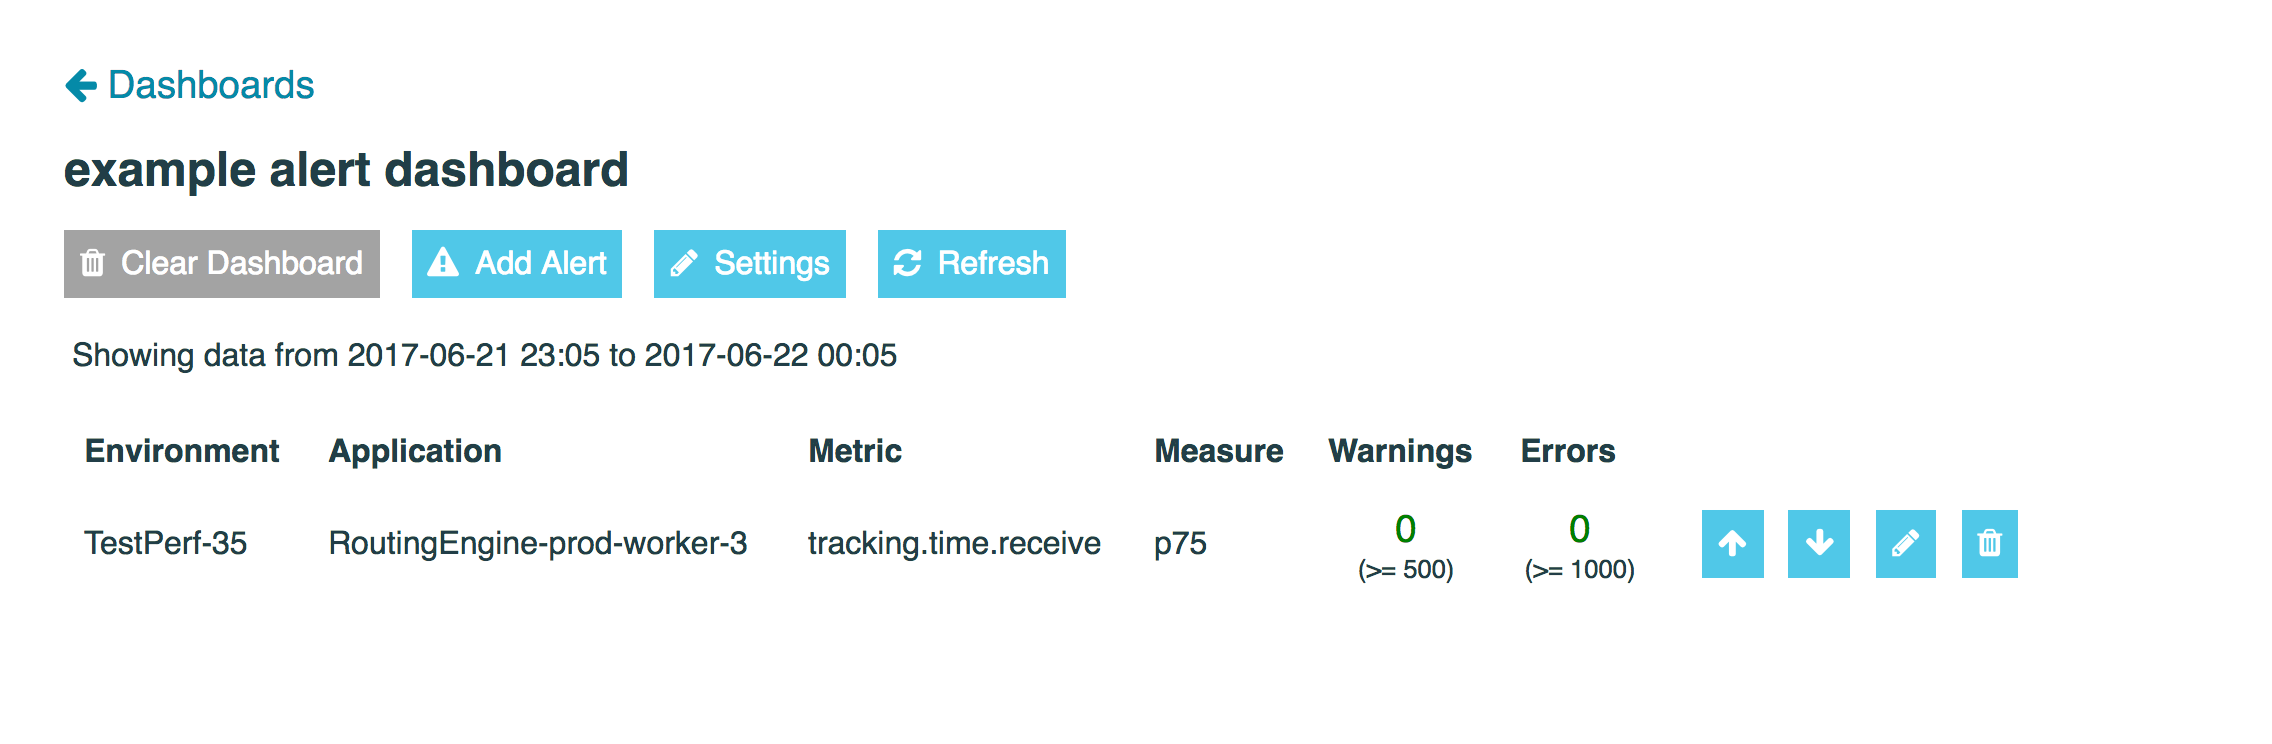 Dashboards
example alert dashboard
Clear Dashboard Add Alert Settings Refresh
Showing data from 2017-06-21 23:05 to 2017-06-22 00:05
Environment Application Metric Measure Warnings Errors
TestPerf-35 RoutingEngine-prod-worker-3 tracking.time.receive p75 0 0
(>= 500) (>= 1000)